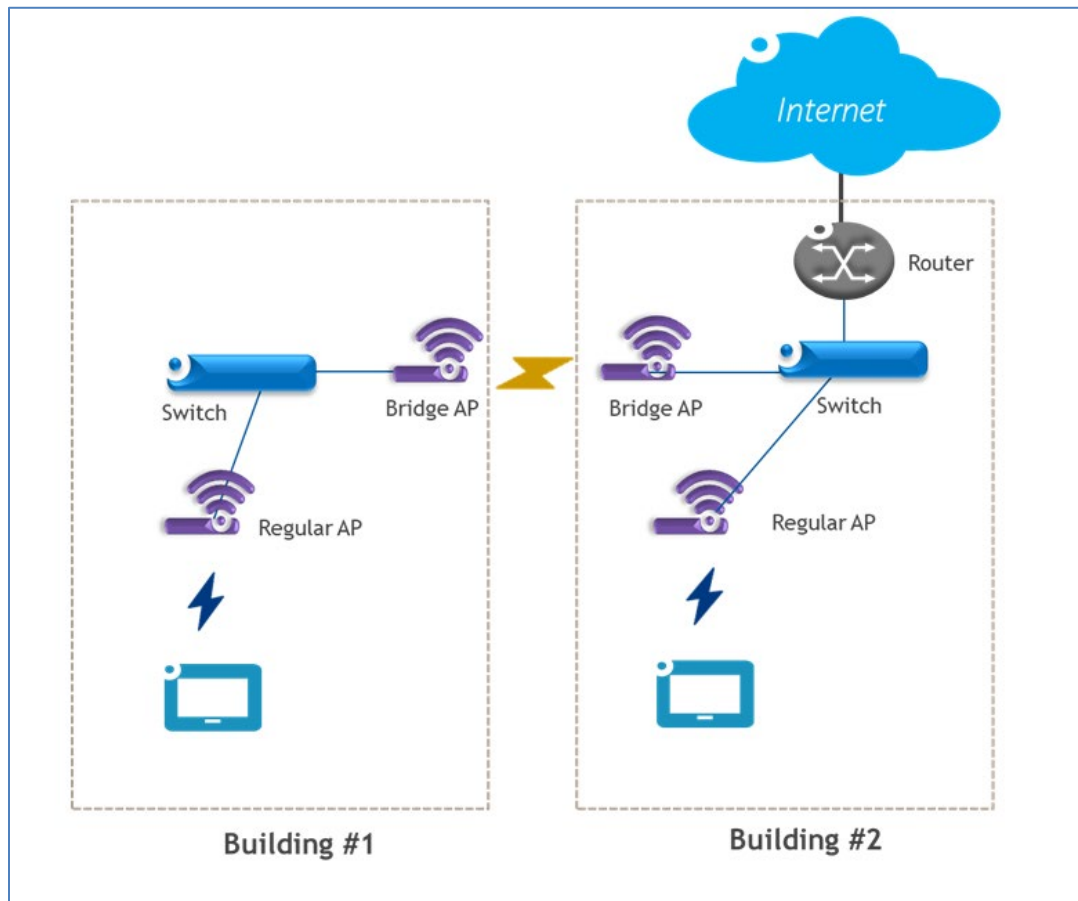 Internet
Router
Switch
Bridge AP
Bridge AP
Switch
Regular AP
Regular AP
Building #1
Building #2